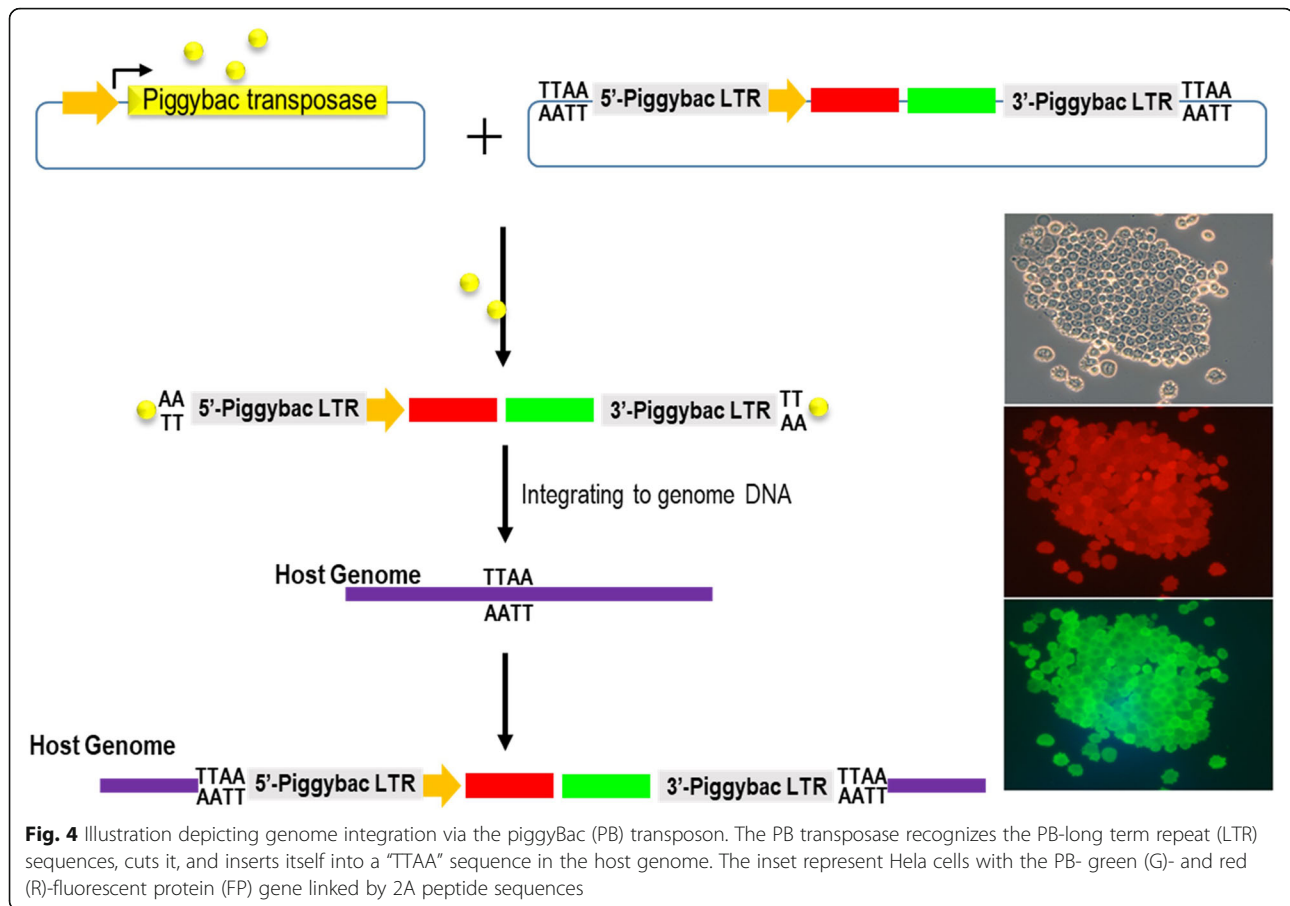 Piggybac transposase
+
TTAA
AATT
5'-Piggybac LTR
3'-Piggybac LTR
TTAA
AATT
AA
TT
5'-Piggybac LTR
3'-Piggybac LTR
TT
AA
Integrating to genome DNA
Host Genome
TTAA
AATT
Host Genome
TTAA
AATT
5'-Piggybac LTR
3'-Piggybac LTR
TTAA
AATT
Fig. 4 Illustration depicting genome integration via the piggyBac (PB) transposon. The PB transposase recognizes the PB-long term repeat (LTR)
sequences, cuts it, and inserts itself into a “TTAA” sequence in the host genome. The inset represent Hela cells with the PB- green (G)- and red
(R)-fluorescent protein (FP) gene linked by 2A peptide sequences